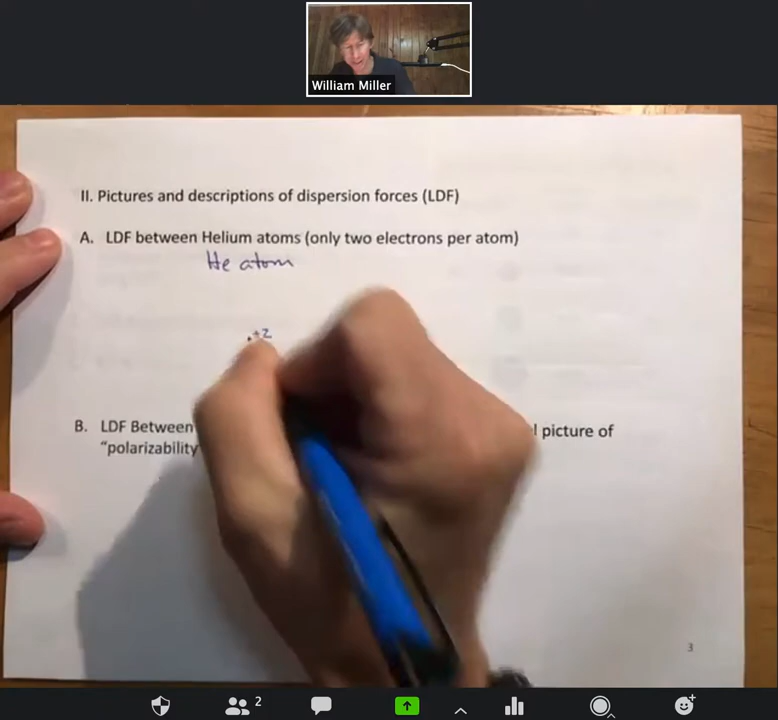 William Miller
II. Pictures and descriptions of dispersion forces (LDF)
A. LDF between Helium atoms (only two electrons per atom)
He atom
+2
B. LDF Between picture of
“polarizability
3
2